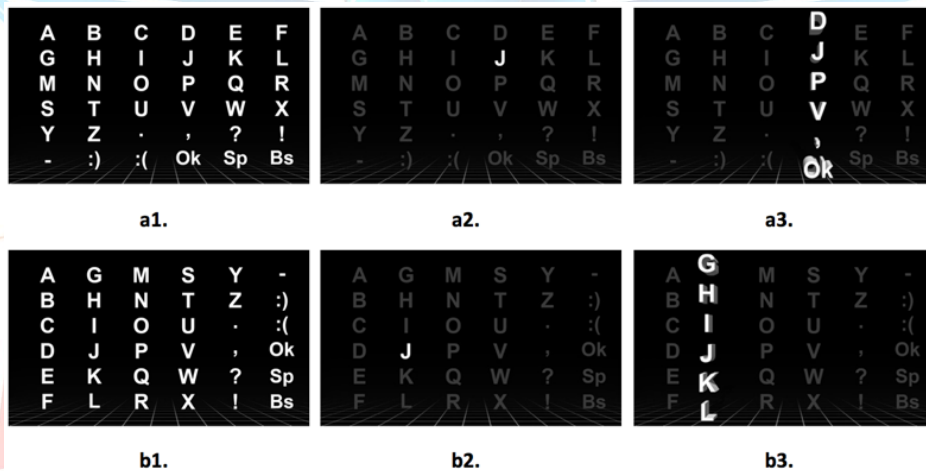 A B C D E F
G H I J K L
M N O P Q R
S T U V W X
Y Z . , ? !
- :) :( Ok Sp Bs
a1.
A B C D E F
G H I J K L
M N O P Q R
S T U V W X
Y Z . , ? !
- :) :( Ok Sp Bs
a2.
A B C D E F
G H I J K L
M N O P Q R
S T U V W X
Y Z . , ? !
- :) :( Ok Sp Bs
a3.
A G M S Y -
B H N T Z :)
C I O U . :(
D J P V , Ok
E K Q W ? Sp
F L R X ! Bs
b1.
A G M S Y -
B H N T Z :)
C I O U . :(
D J P V , Ok
E K Q W ? Sp
F L R X ! Bs
b2.
A G M S Y -
B H N T Z :)
C I O U . :(
D J P V , Ok
E K Q W ? Sp
F L R X ! Bs
b3.